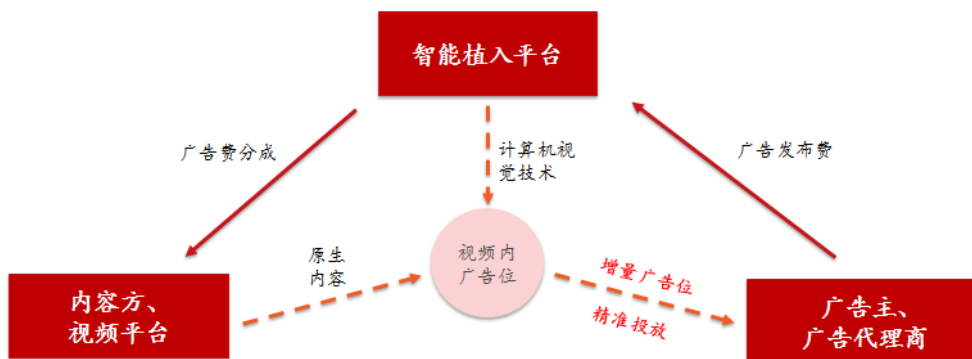 智能植入平台
广告费分成
计算机视
觉技术
广告发布费
原生
内容
视频内
广告位
增量广告位
精准投放
内容方、
视频平台
广告主、
广告代理商